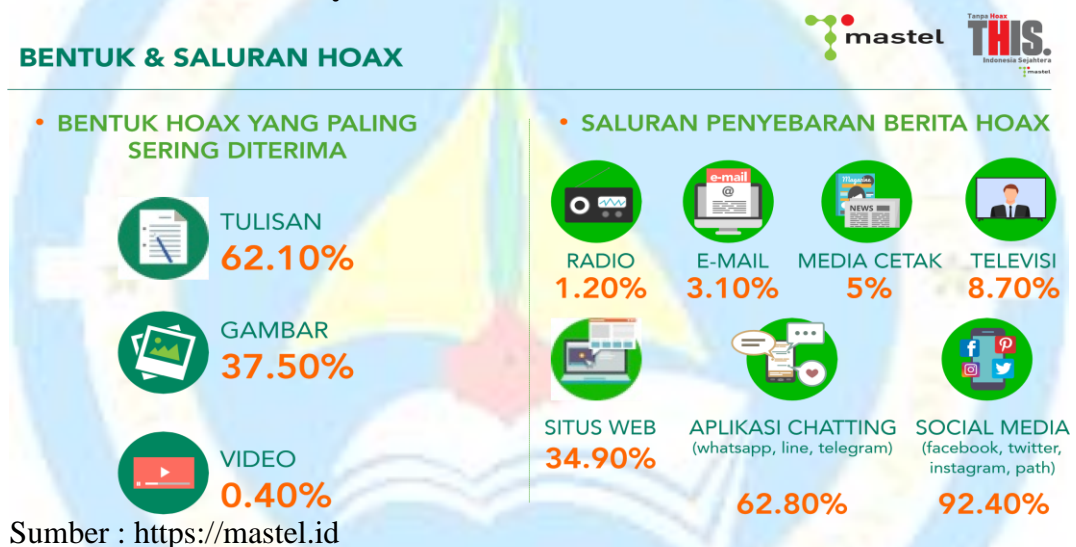 mastel
Tanpa Hoax
THIS.
Indonesia Sejahtera
mastel
BENTUK & SALURAN HOAX
• BENTUK HOAX YANG PALING
SERING DITERIMA
TULISAN
62.10%
GAMBAR
37.50%
VIDEO
0.40%
• SALURAN PENYEBARAN BERITA HOAX
e-mail
@
Magazine
NEWS
RADIO
E-MAIL
MEDIA CETAK
TELEVISI
1.20%
3.10%
5%
8.70%
SITUS WEB
34.90%
APLIKASI CHATTING
(whatsapp, line, telegram)
62.80%
SOCIAL MEDIA
(facebook, twitter,
instagram, path)
92.40%
Sumber : https://mastel.id